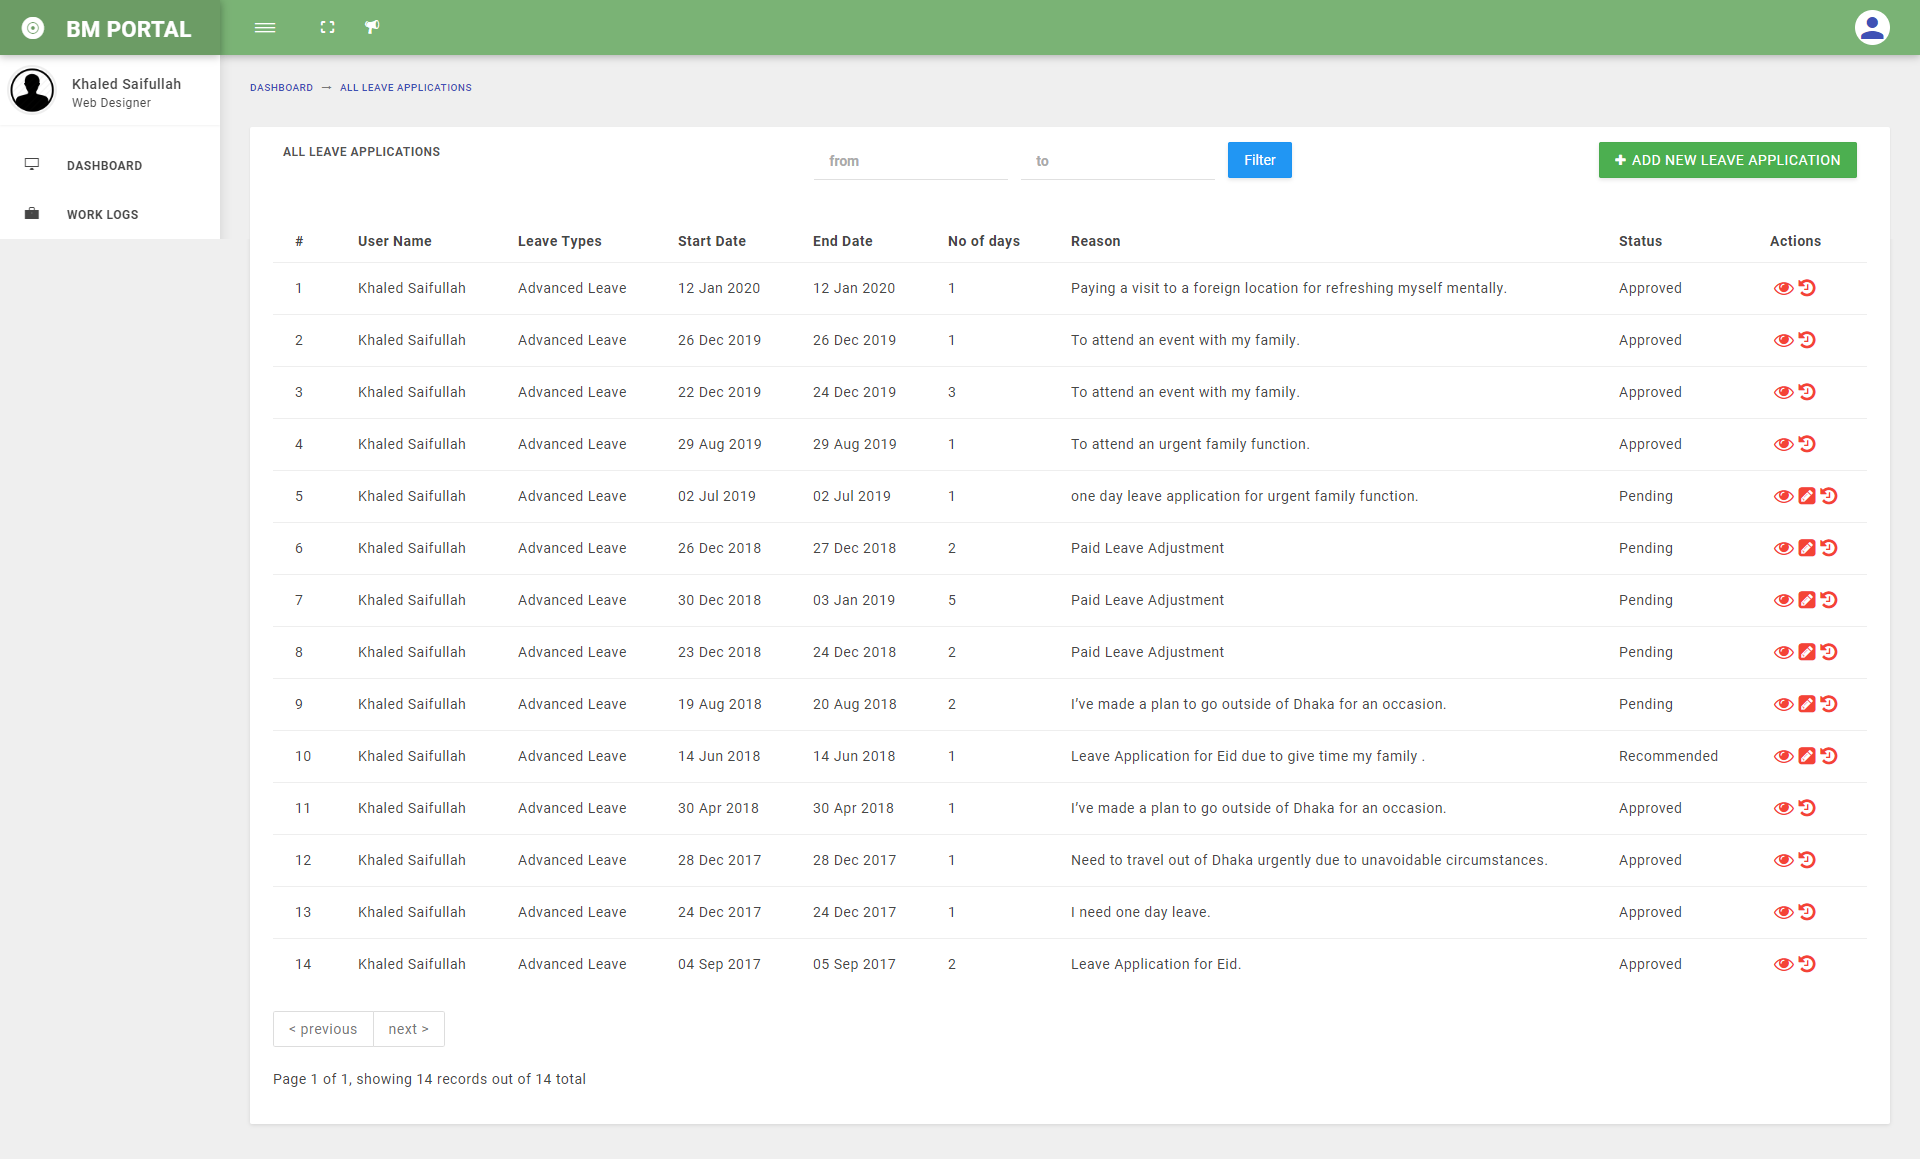 BM PORTAL
Khaled Saifullah
Web Designer
DASHBOARD
WORK LOGS
DASHBOARD → ALL LEAVE APPLICATIONS
ALL LEAVE APPLICATIONS from to Filter ADD NEW LEAVE APPLICATION
# User Name Leave Types Start Date End Date No of days Reason Status Actions
1 Khaled Saifullah Advanced Leave 12 Jan 2020 12 Jan 2020 1 Paying a visit to a foreign location for refreshing myself mentally. Approved
2 Khaled Saifullah Advanced Leave 26 Dec 2019 26 Dec 2019 1 To attend an event with my family. Approved
3 Khaled Saifullah Advanced Leave 22 Dec 2019 24 Dec 2019 3 To attend an event with my family. Approved
4 Khaled Saifullah Advanced Leave 29 Aug 2019 29 Aug 2019 1 To attend an urgent family function. Approved
5 Khaled Saifullah Advanced Leave 02 Jul 2019 02 Jul 2019 1 one day leave application for urgent family function. Pending
6 Khaled Saifullah Advanced Leave 26 Dec 2018 27 Dec 2018 2 Paid Leave Adjustment Pending
7 Khaled Saifullah Advanced Leave 30 Dec 2018 03 Jan 2019 5 Paid Leave Adjustment Pending
8 Khaled Saifullah Advanced Leave 23 Dec 2018 24 Dec 2018 2 Paid Leave Adjustment Pending
9 Khaled Saifullah Advanced Leave 19 Aug 2018 20 Aug 2018 2 I've made a plan to go outside of Dhaka for an occasion. Pending
10 Khaled Saifullah Advanced Leave 14 Jun 2018 14 Jun 2018 1 Leave Application for Eid due to give time my family . Recommended
11 Khaled Saifullah Advanced Leave 30 Apr 2018 30 Apr 2018 1 I've made a plan to go outside of Dhaka for an occasion. Approved
12 Khaled Saifullah Advanced Leave 28 Dec 2017 28 Dec 2017 1 Need to travel out of Dhaka urgently due to unavoidable circumstances. Approved
13 Khaled Saifullah Advanced Leave 24 Dec 2017 24 Dec 2017 1 I need one day leave. Approved
14 Khaled Saifullah Advanced Leave 04 Sep 2017 05 Sep 2017 2 Leave Application for Eid. Approved
< previous next >
Page 1 of 1, showing 14 records out of 14 total